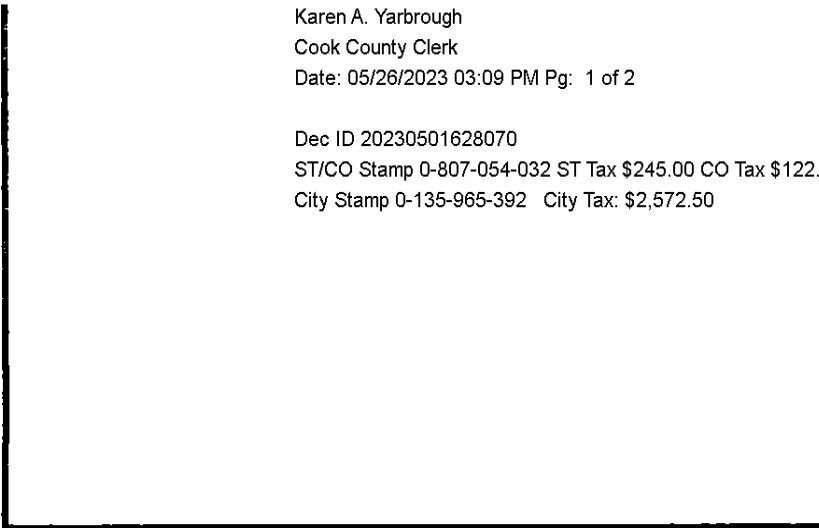 Karen A. Yarbrough
Cook County Clerk
Date: 05/26/2023 03:09 PM Pg: 1 of 2
Dec ID 20230501628070
ST/CO Stamp 0-807-054-032 ST Tax $245.00 CO Tax $122.
City Stamp 0-135-965-392 City Tax: $2,572.50